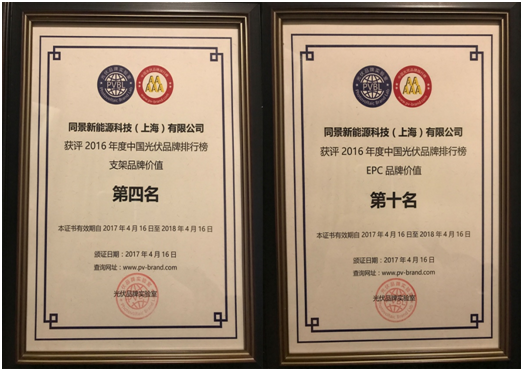 PVBL
同景新能源科技（上海）有限公司
获评 2016 年度中国光伏品牌排行榜
支架品牌价值
第四名
本证书有效期自 2017 年 4 月 16 日至 2018 年 4 月 16 日
颁证日期：2017 年 4 月 16 日
查询网址：www.pv-brand.com
光伏品牌实验室
PVBL
同景新能源科技（上海）有限公司
获评 2016 年度中国光伏品牌排行榜
EPC 品牌价值
第十名
本证书有效期自 2017 年 4 月 16 日至 2018 年 4 月 16 日
颁证日期：2017 年 4 月 16 日
查询网址：www.pv-brand.com
光伏品牌实验室